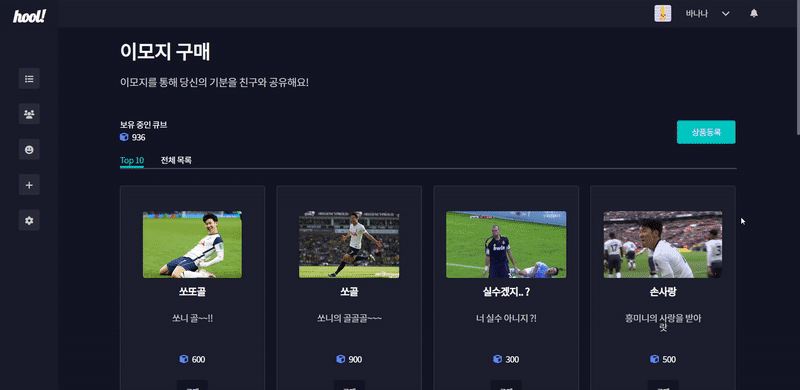 hool!
바나나
이모지 구매
이모지를 통해 당신의 기분을 친구와 공유해요!
보유 중인 큐브
936
상품등록
Top 10
전체 목록
쏘또골
쏘니 골~~!!
600
쏘골
쏘니의 골골골~~~
900
실수겠지.. ?
너 실수 아니지 ?!
300
손사랑
흥미니의 사랑을 받아
랏
500